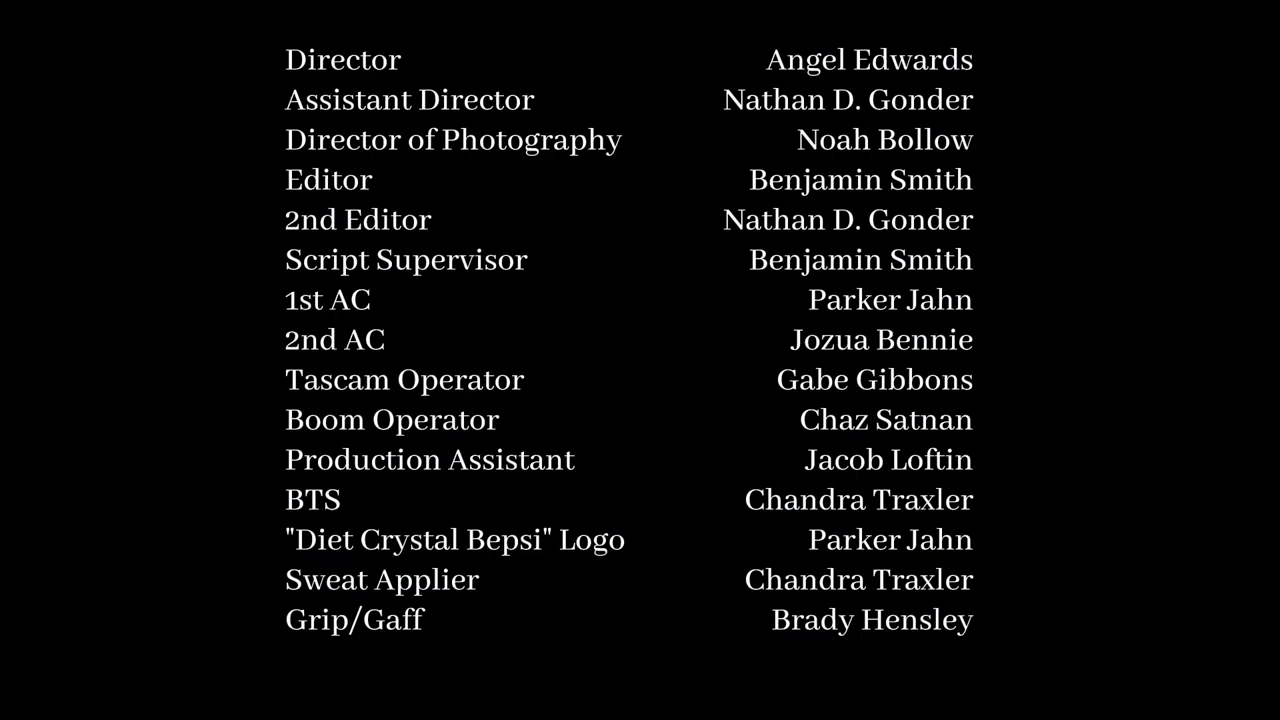 Director Angel Edwards
Assistant Director Nathan D. Gonder
Director of Photography Noah Bollow
Editor Benjamin Smith
2nd Editor Nathan D. Gonder
Script Supervisor Benjamin Smith
1st AC Parker Jahn
2nd AC Jozua Bennie
Tascam Operator Gabe Gibbons
Boom Operator Chaz Satnan
Production Assistant Jacob Loftin
BTS Chandra Traxler
"Diet Crystal Bepsi" Logo Parker Jahn
Sweat Applier Chandra Traxler
Grip/Gaff Brady Hensley